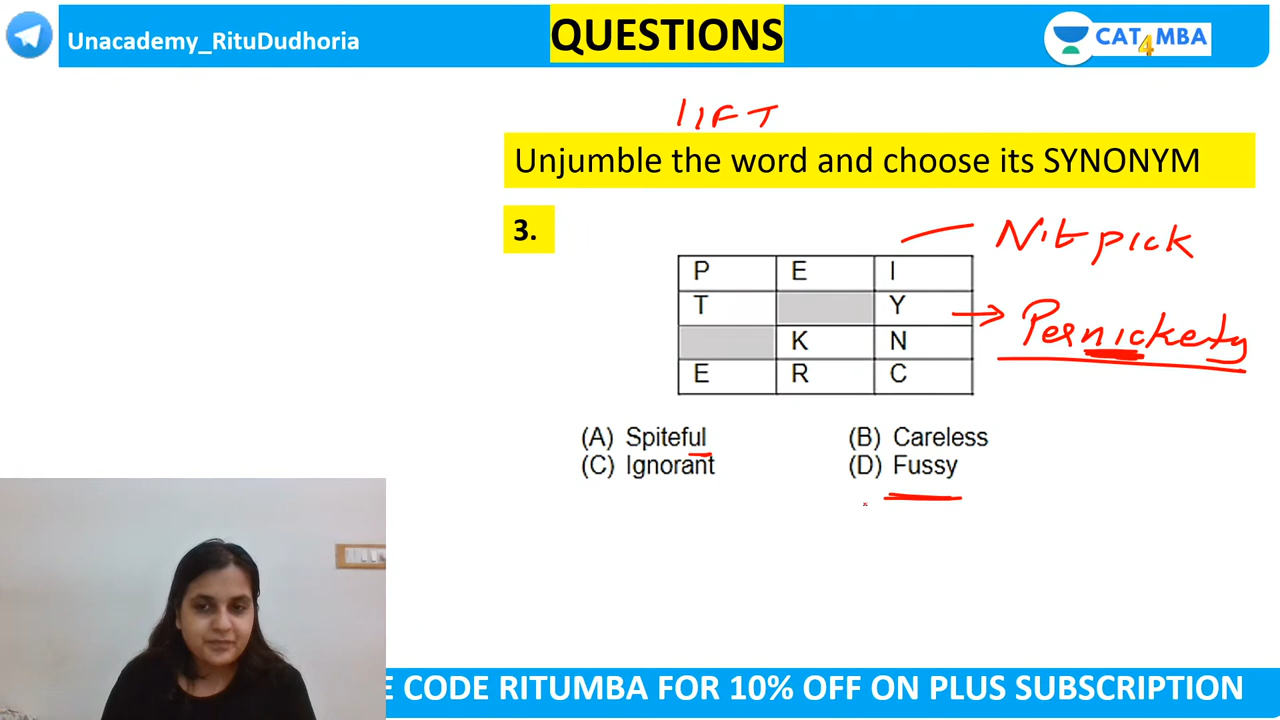 Unacademy_RituDudhoria
QUESTIONS
CAT4MBA
LIFT
Unjumble the word and choose its SYNONYM
3.
Nitpick
P E I
T Y
Pernickety
K N
E R C
(A) Spiteful (B) Careless
(C) Ignorant (D) Fussy
E CODE RITUMBA FOR 10% OFF ON PLUS SUBSCRIPTION